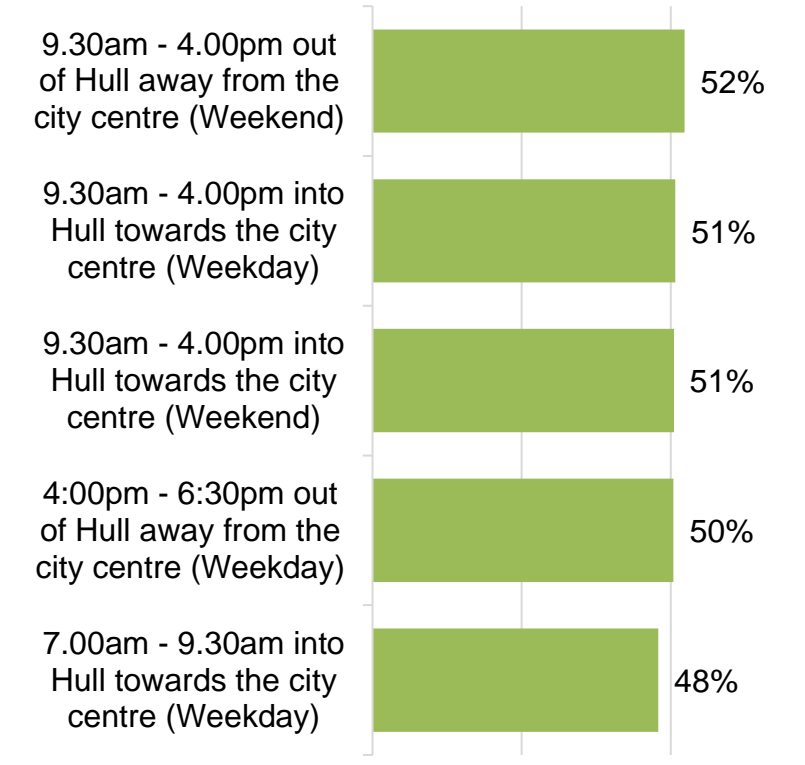 9.30am - 4.00pm out
of Hull away from the
city centre (Weekend)
52%
9.30am - 4.00pm into
Hull towards the city
centre (Weekday)
51%
9.30am - 4.00pm into
Hull towards the city
centre (Weekend)
51%
4:00pm - 6:30pm out
of Hull away from the
city centre (Weekday)
50%
7.00am - 9.30am into
Hull towards the city
centre (Weekday)
48%